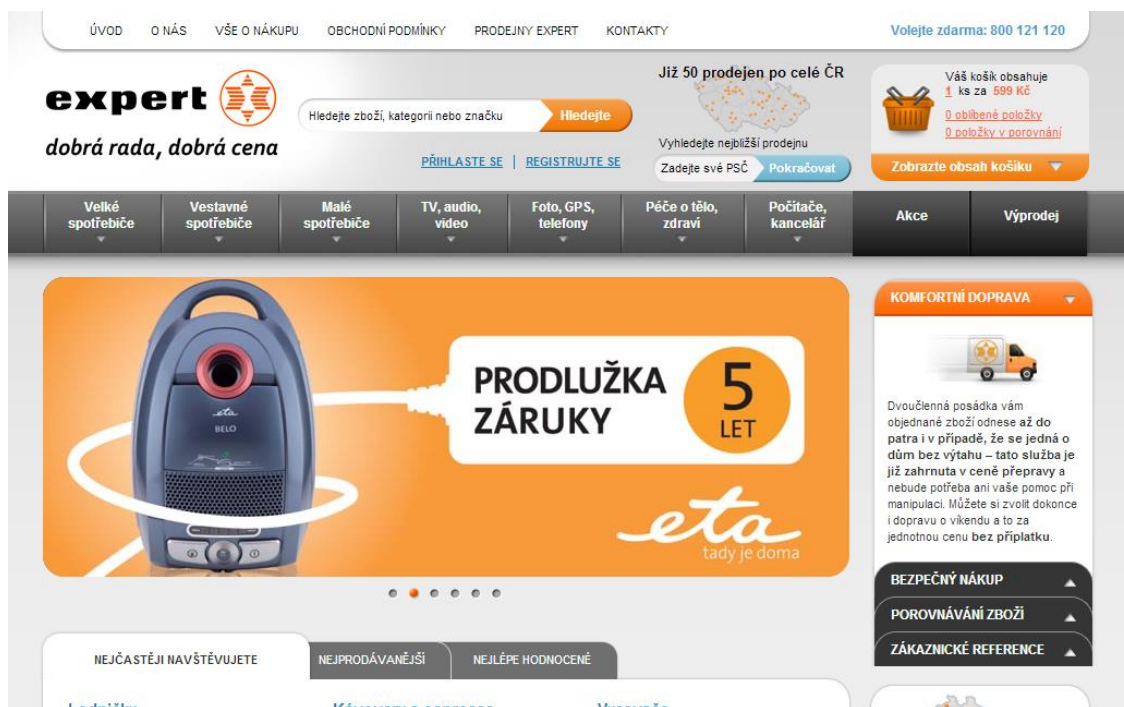 ÚVOD O NÁS VŠE O NÁKUPU OBCHODNÍ PODMÍNKY PRODEJNY EXPERT KONTAKTY
Volejte zdarma: 800 121 120
expert
dobrá rada, dobrá cena
Hledejte zboží, kategorii nebo značku Hledejte
PŘIHLASTE SE | REGISTRUJTE SE
Již 50 prodejen po celé ČR
Vyhledejte nejbližší prodejnu
Zadejte své PSČ Pokračovat
Váš košík obsahuje
1 ks za 599 Kč
0 oblíbené položky
0 položky v porovnání
Zobrazte obsah košíku
Velké spotřebiče
Vestavné spotřebiče
Malé spotřebiče
TV, audio, video
Foto, GPS, telefony
Péče o tělo, zdraví
Počítače, kancelář
Akce
Výprodej
eta
BELO
PRODLUŽKA
ZÁRUKY
5
LET
eta
tady je doma
KOMFORTNÍ DOPRAVA
Dvoučlenná posádka vám
objednané zboží odnese až do
patra i v případě, že se jedná o
dům bez výtahu – tato služba je
již zahrnuta v ceně přepravy a
nebude potřeba ani vaše pomoc při
manipulaci. Můžete si zvolit dokonce
i dopravu o víkendu a to za
jednotnou cenu bez příplatku.
BEZPEČNÝ NÁKUP
POROVNÁVÁNÍ ZBOŽÍ
ZÁKAZNICKÉ REFERENCE
NEJČASTĚJI NAVŠTĚVUJETE
NEJPRODÁVANĚJŠÍ
NEJLÉPE HODNOCENÉ